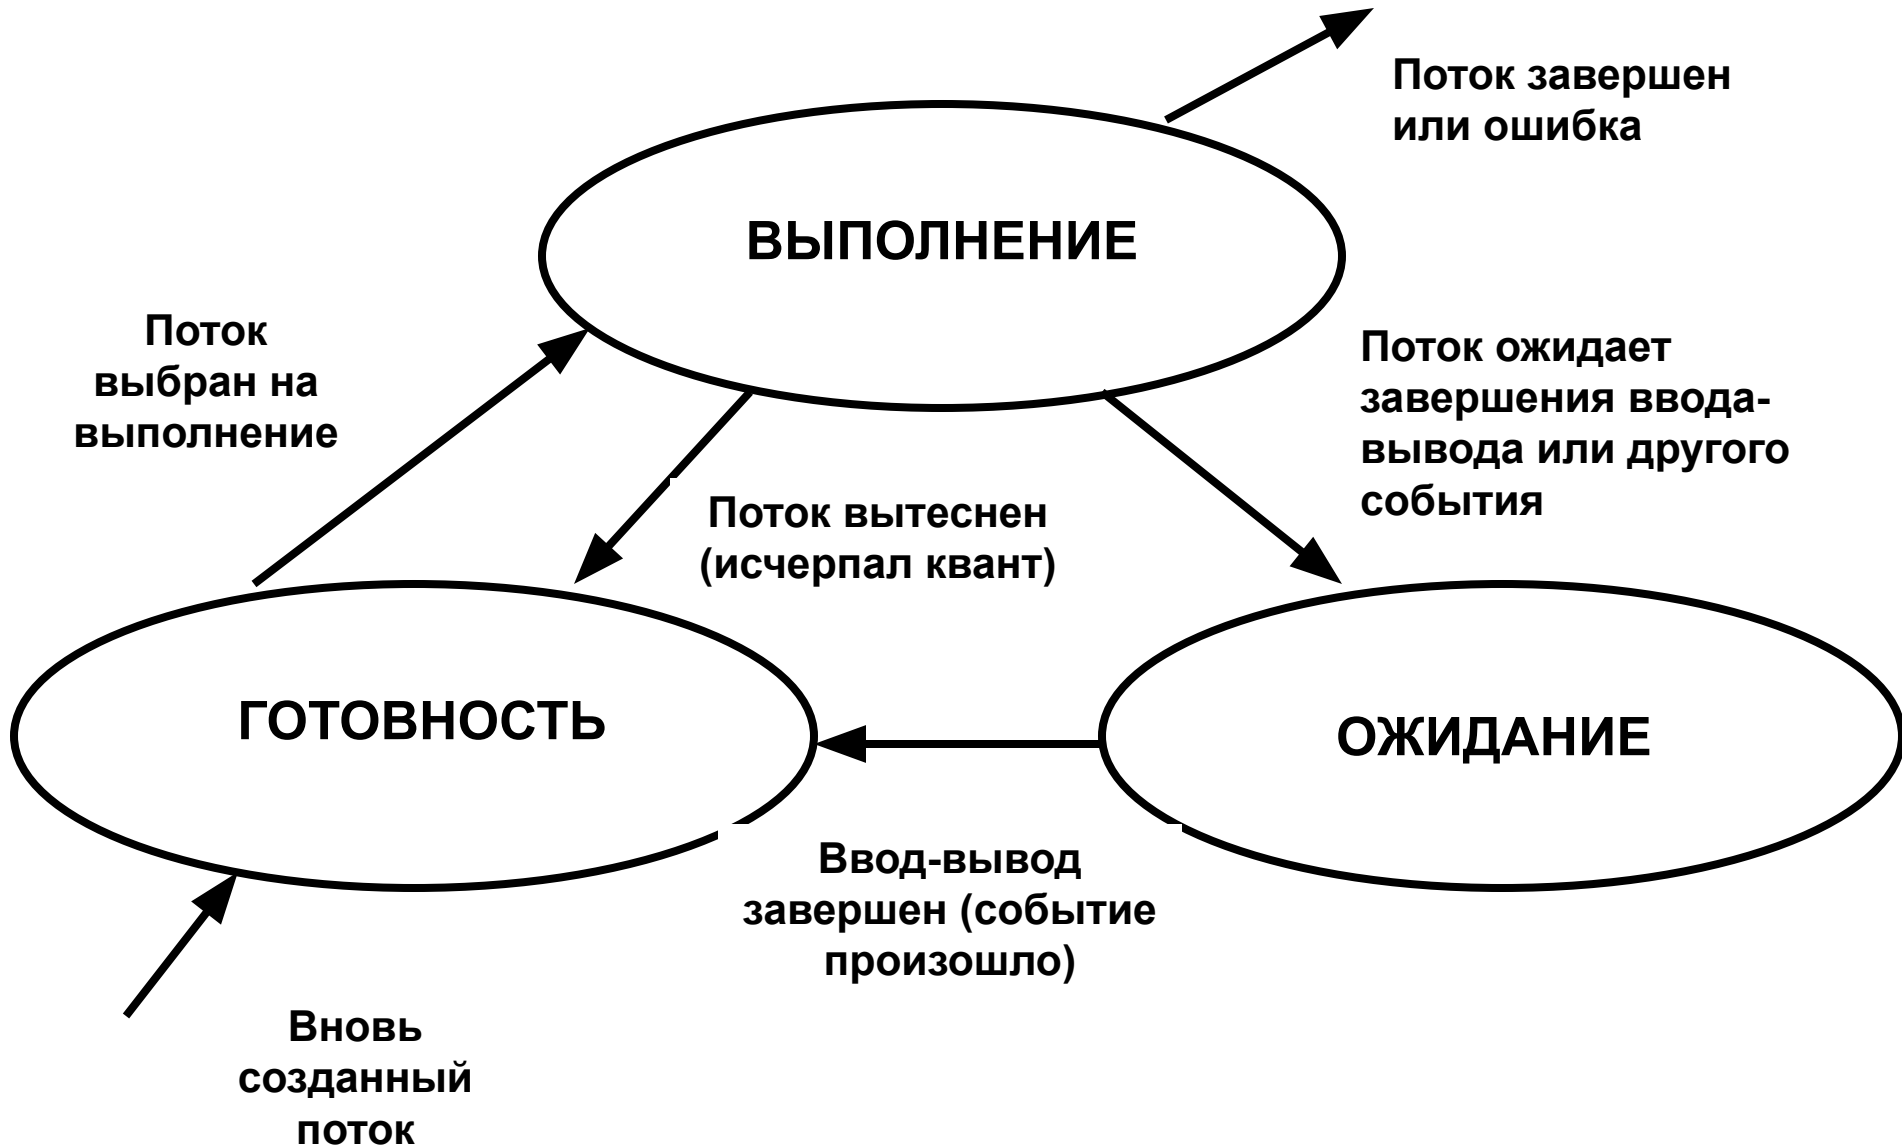 Поток завершен
или ошибка
ВЫПОЛНЕНИЕ
Поток
выбран на
выполнение
Поток ожидает
завершения ввода-
вывода или другого
события
Поток вытеснен
(исчерпал квант)
ГОТОВНОСТЬ
ОЖИДАНИЕ
Ввод-вывод
завершен (событие
произошло)
Вновь
созданный
поток